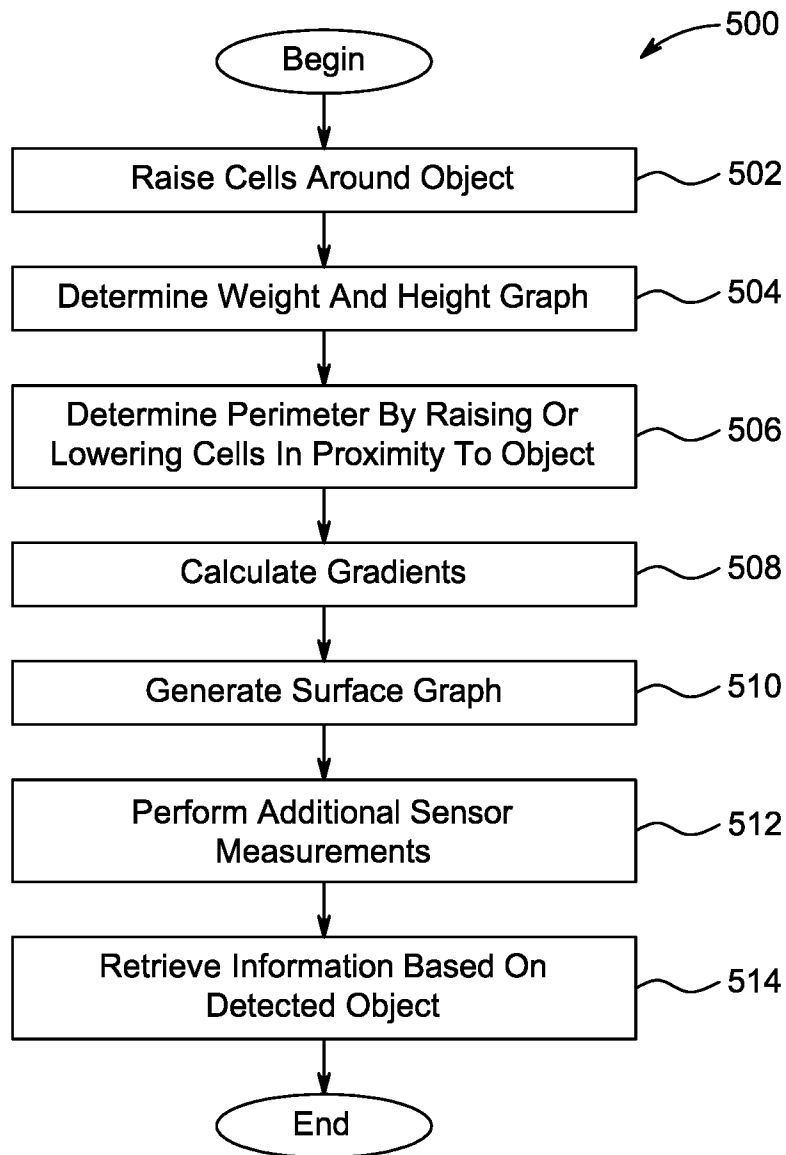 500
Begin
Raise Cells Around Object
502
Determine Weight And Height Graph
504
Determine Perimeter By Raising Or
Lowering Cells In Proximity To Object
506
Calculate Gradients
508
Generate Surface Graph
510
Perform Additional Sensor
Measurements
512
Retrieve Information Based On
Detected Object
514
End